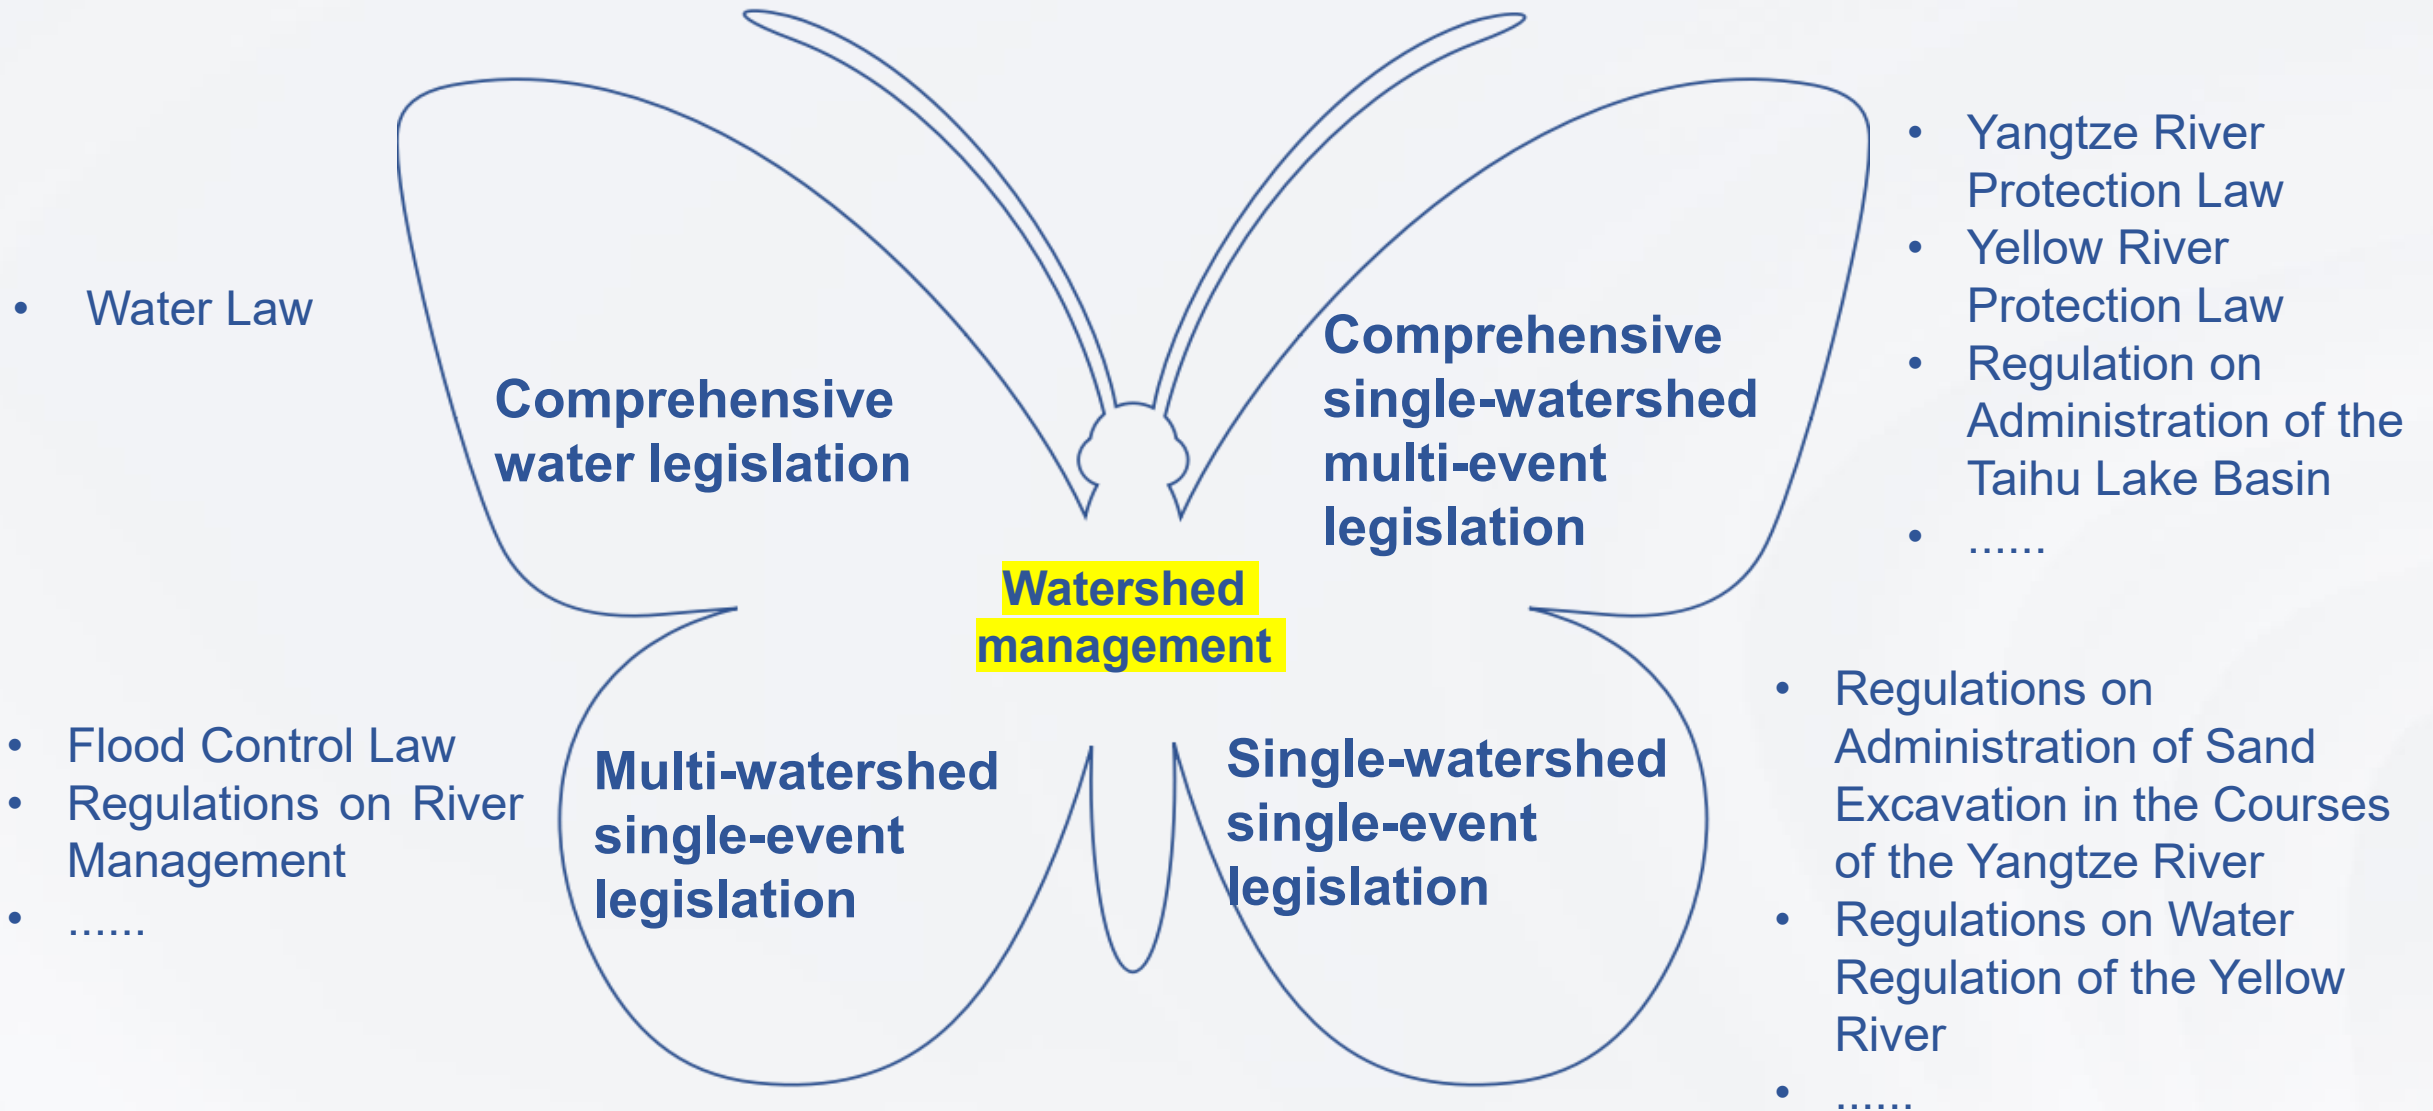 • Water Law
Comprehensive
water legislation
Comprehensive
single-watershed
multi-event
legislation
• Yangtze River
Protection Law
• Yellow River
Protection Law
• Regulation on
Administration of the
Taihu Lake Basin
• ......
Watershed
management
• Flood Control Law
• Regulations on River
Management
• ......
Multi-watershed
single-event
legislation
Single-watershed
single-event
legislation
• Regulations on
Administration of Sand
Excavation in the Courses
of the Yangtze River
• Regulations on Water
Regulation of the Yellow
River
• ......